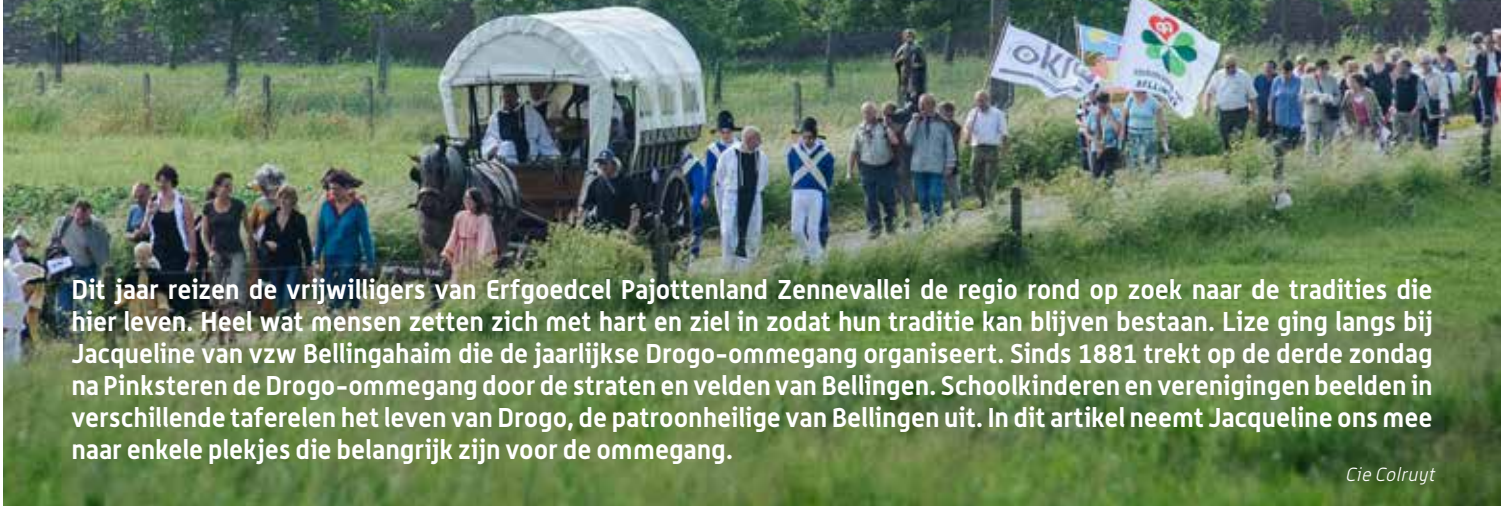 okra
BELLINGEN
Dit jaar reizen de vrijwilligers van Erfgoedcel Pajottenland Zennevallei de regio rond op zoek naar de tradities die
hier leven. Heel wat mensen zetten zich met hart en ziel in zodat hun traditie kan blijven bestaan. Lize ging langs bij
Jacqueline van vzw Bellingahaim die de jaarlijkse Drogo-ommegang organiseert. Sinds 1881 trekt op de derde zondag
na Pinksteren de Drogo-ommegang door de straten en velden van Bellingen. Schoolkinderen en verenigingen beelden in
verschillende taferelen het leven van Drogo, de patroonheilige van Bellingen uit. In dit artikel neemt Jacqueline ons mee
naar enkele plekjes die belangrijk zijn voor de ommegang.
Cie Colruyt